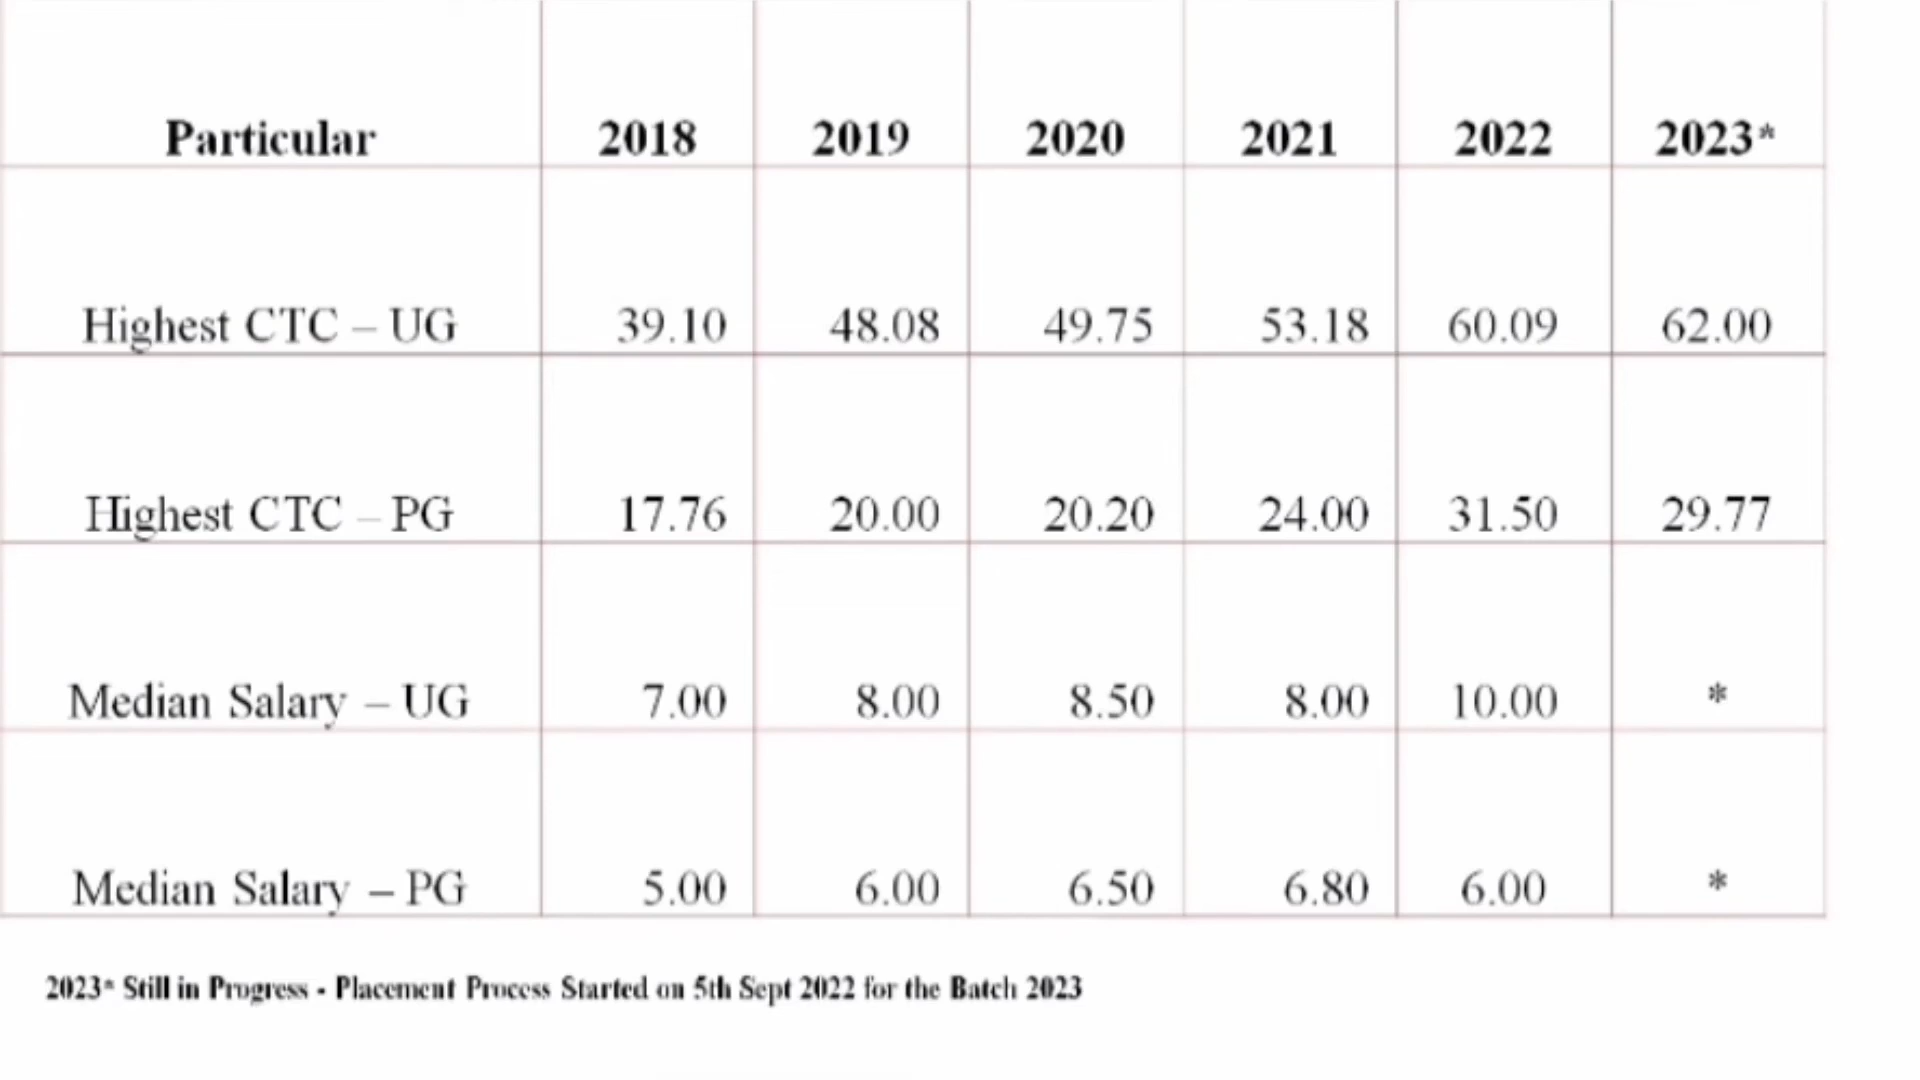 Particular 2018 2019 2020 2021 2022 2023*
Highest CTC – UG 39.10 48.08 49.75 53.18 60.09 62.00
Highest CTC – PG 17.76 20.00 20.20 24.00 31.50 29.77
Median Salary – UG 7.00 8.00 8.50 8.00 10.00 *
Median Salary – PG 5.00 6.00 6.50 6.80 6.00 *
2023* Still in Progress - Placement Process Started on 5th Sept 2022 for the Batch 2023